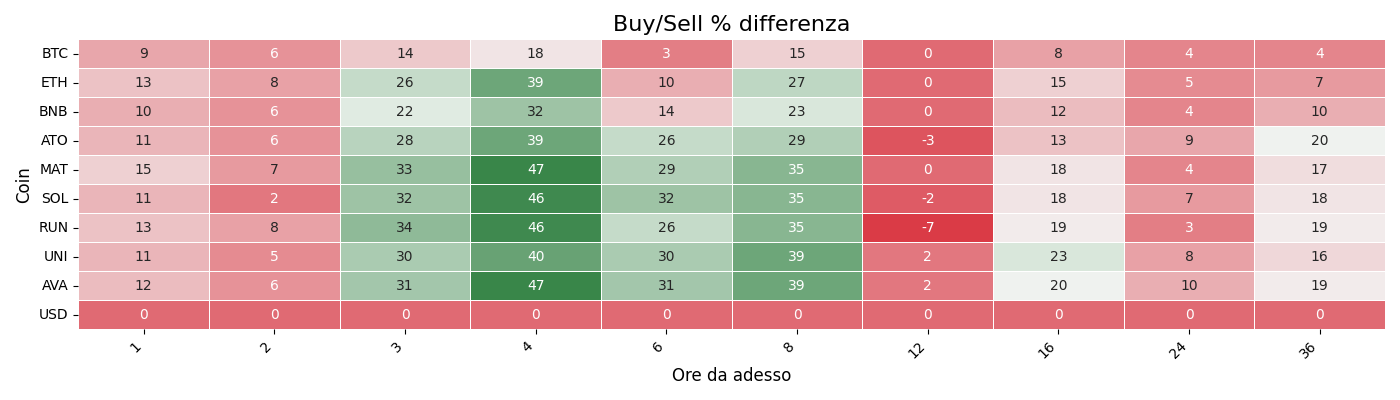 Buy/Sell % differenza
Coin
BTC 9 6 14 18 3 15 0 8 4 4
ETH 13 8 26 39 10 27 0 15 5 7
BNB 10 6 22 32 14 23 0 12 4 10
ATO 11 6 28 39 26 29 -3 13 9 20
MAT 15 7 33 47 29 35 0 18 4 17
SOL 11 2 32 46 32 35 -2 18 7 18
RUN 13 8 34 46 26 35 -7 19 3 19
UNI 11 5 30 40 30 39 2 23 8 16
AVA 12 6 31 47 31 39 2 20 10 19
USD 0 0 0 0 0 0 0 0 0 0
1 2 3 4 6 8 12 16 24 36
Ore da adesso